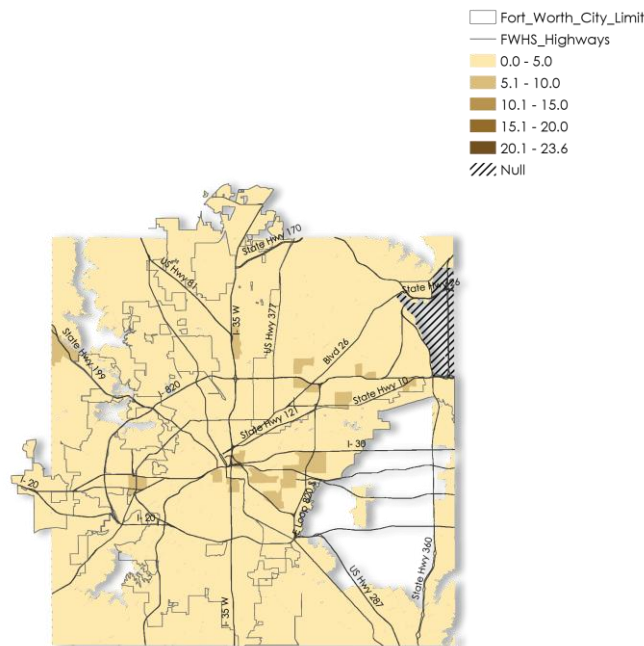 Fort_Worth_City_Limit
FWHS_Highways
0.0 - 5.0
5.1 - 10.0
10.1 - 15.0
15.1 - 20.0
20.1 - 23.6
Null
State Hwy 170
US Hwy 81
State Hwy 26
I- 35 W
US Hwy 377
Blvd 26
State Hwy 199
I- 820
State Hwy 10
State Hwy 121
I- 30
I- 20
E Loop 820 S
I- 20
State Hwy 360
US Hwy 287
I- 35 W